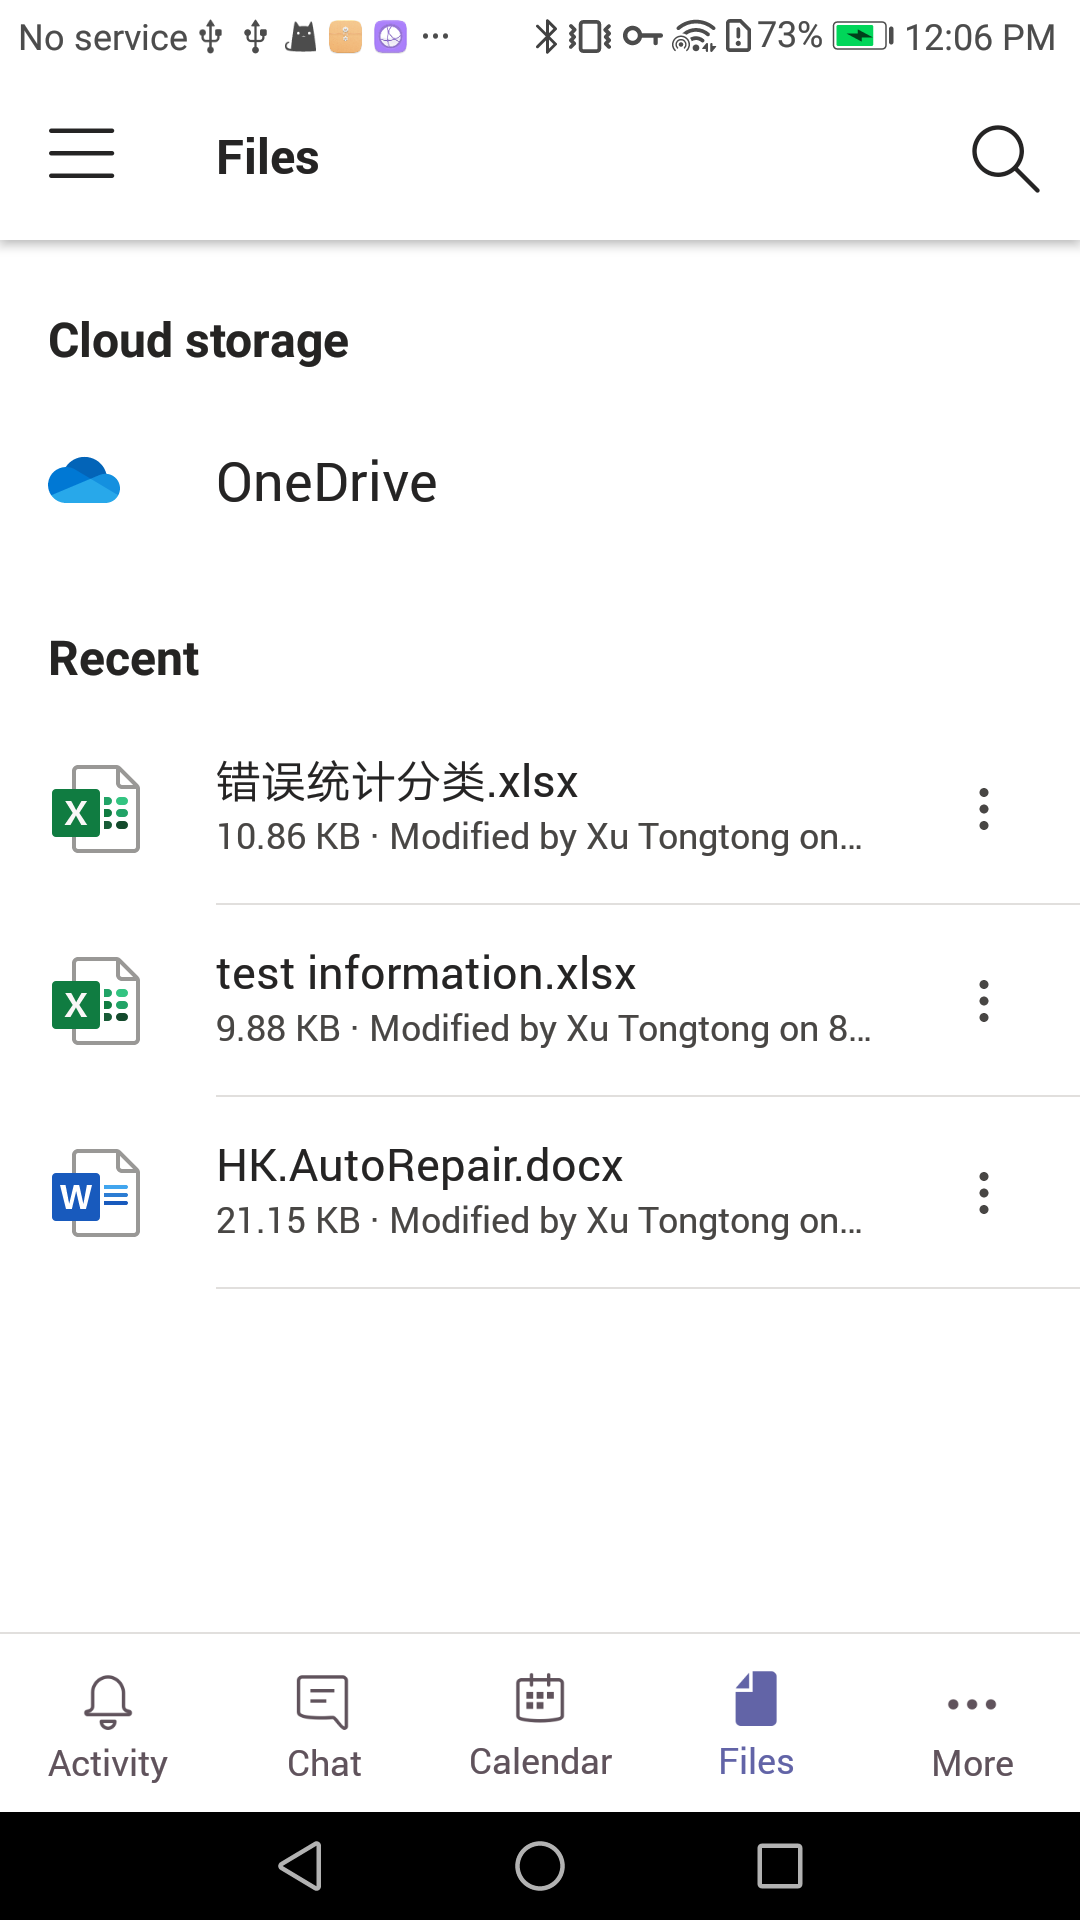 No service 73% 12:06 PM
Files
Cloud storage
OneDrive
Recent
错误统计分类.xlsx
10.86 KB · Modified by Xu Tongtong on...
test information.xlsx
9.88 KB · Modified by Xu Tongtong on 8...
HK.AutoRepair.docx
21.15 KB · Modified by Xu Tongtong on...
Activity Chat Calendar Files More